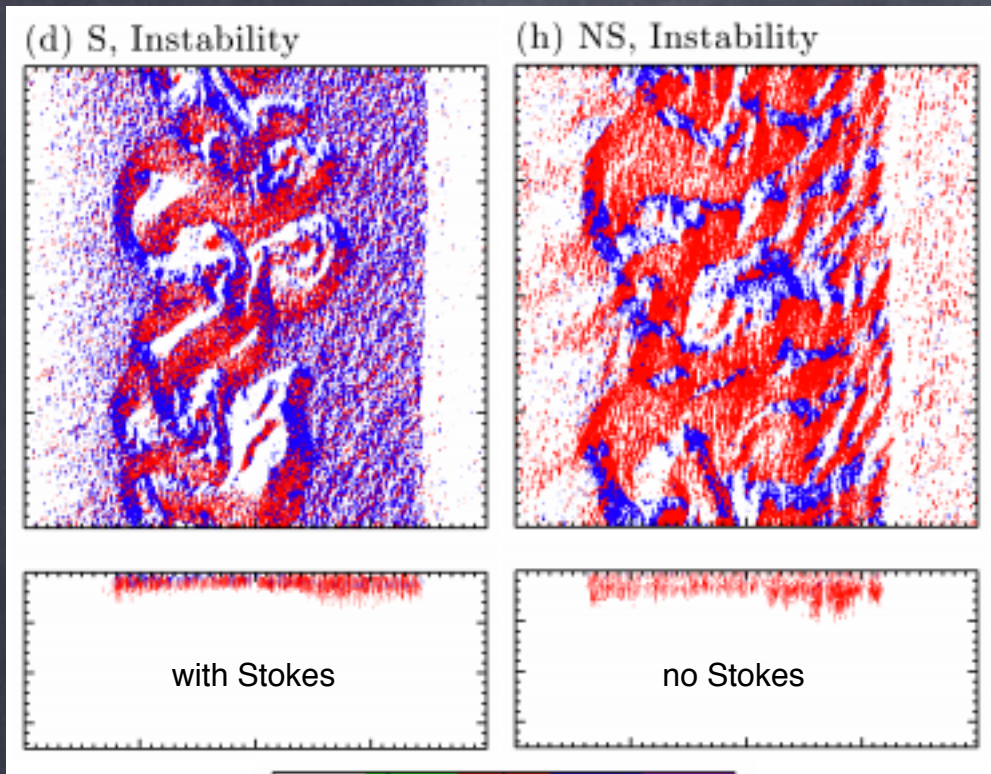 (d) S, Instability
(h) NS, Instability
with Stokes
no Stokes